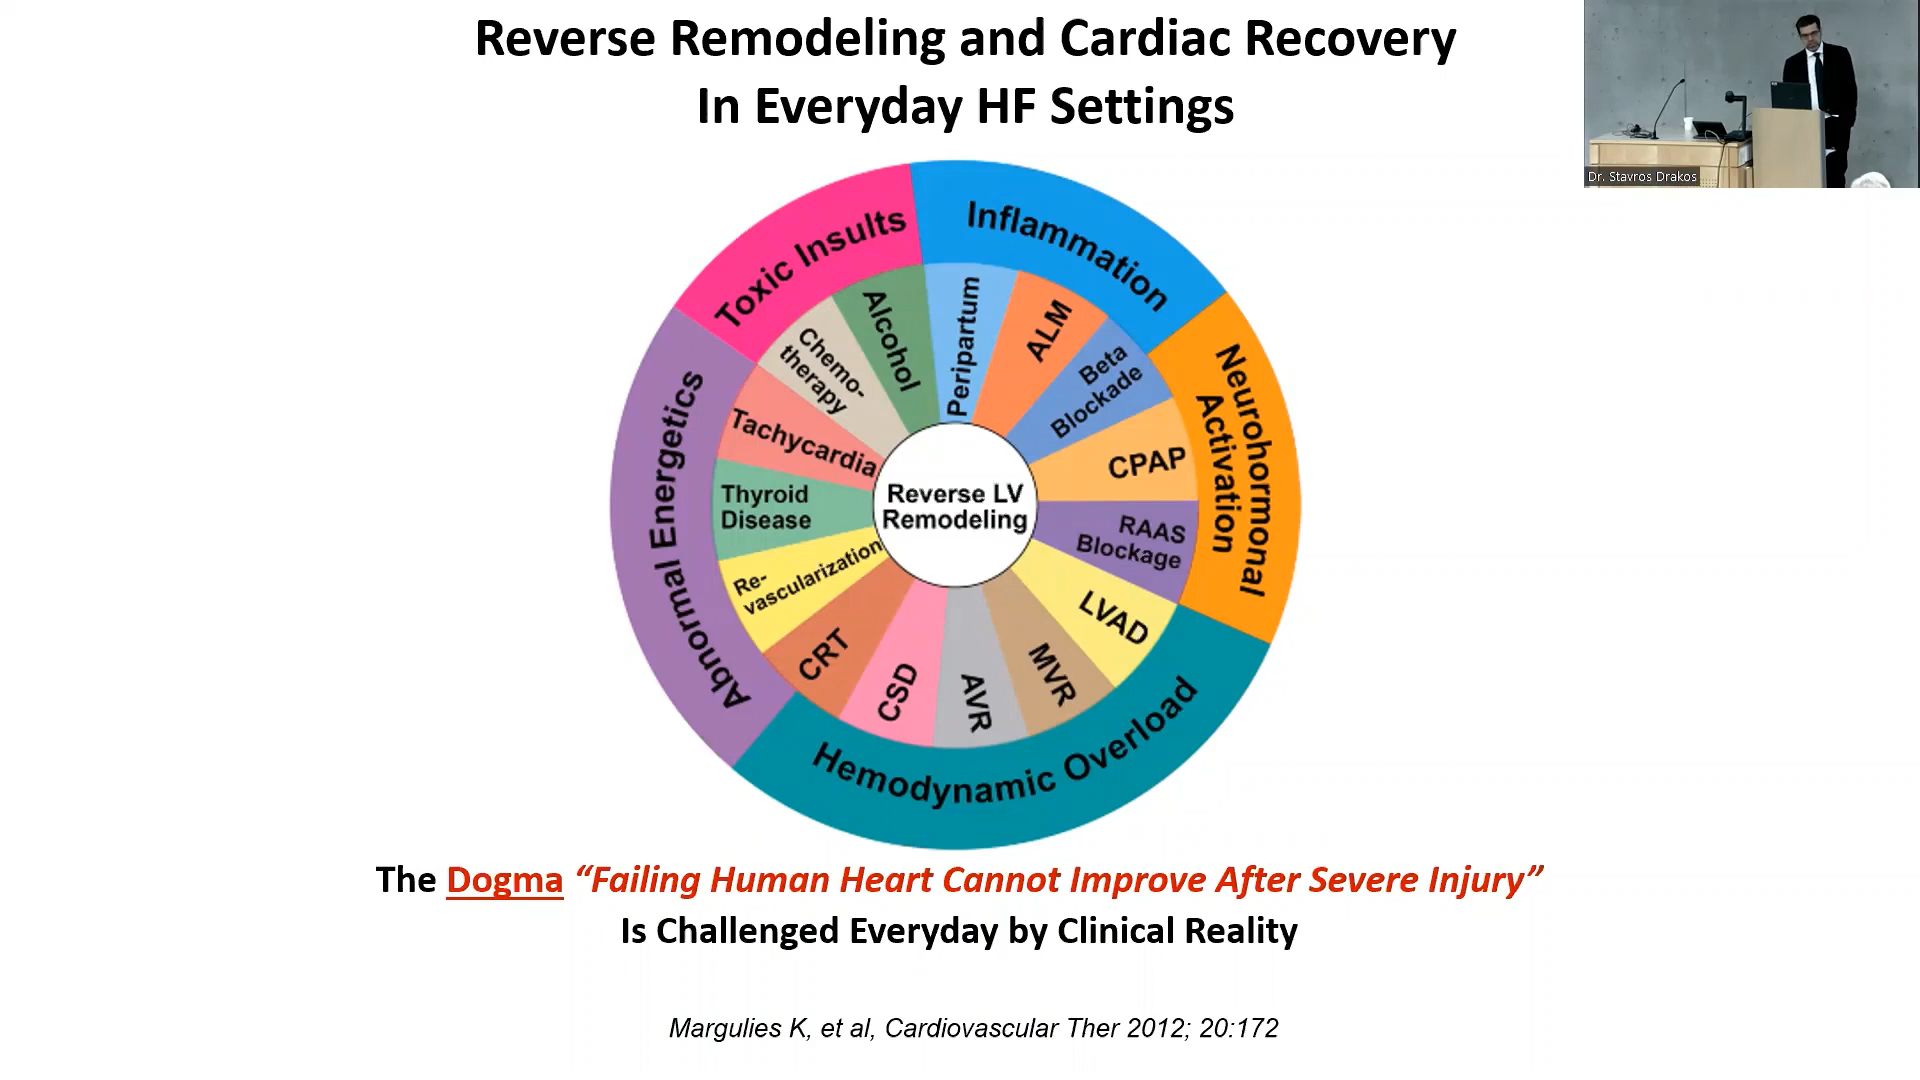 Reverse Remodeling and Cardiac Recovery
In Everyday HF Settings
Dr. Stavros Drakos
Toxic Insults
Inflammation
Neurohormonal
Activation
Hemodynamic Overload
Abnormal Energetics
Alcohol
Peripartum
ALM
Beta
Blockade
CPAP
RAAS
Blockage
LVAD
MVR
AVR
CSD
CRT
Re-
vascularization
Thyroid
Disease
Tachycardia
Chemo-
therapy
Reverse LV
Remodeling
The Dogma “Failing Human Heart Cannot Improve After Severe Injury”
Is Challenged Everyday by Clinical Reality
Margulies K, et al, Cardiovascular Ther 2012; 20:172